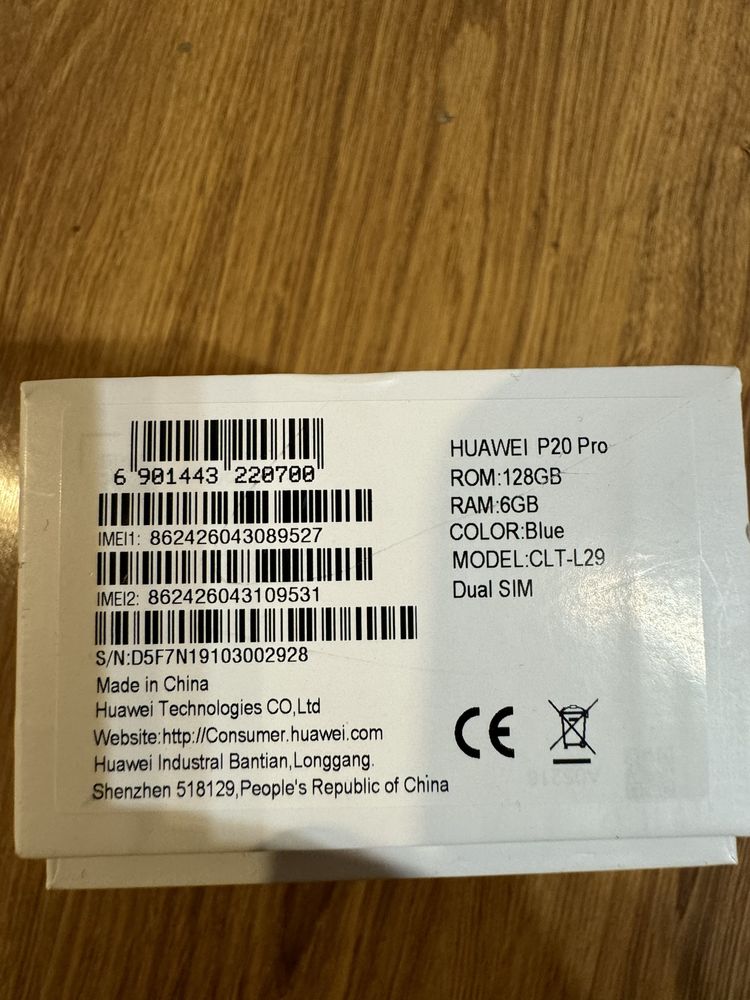 6 901443 220700
IMEI1: 862426043089527
IMEI2: 862426043109531
S/N:D5F7N19103002928
Made in China
Huawei Technologies CO,Ltd
Website:http://Consumer.huawei.com
Huawei Industral Bantian,Longgang.
Shenzhen 518129,People's Republic of China
HUAWEI P20 Pro
ROM:128GB
RAM:6GB
COLOR:Blue
MODEL:CLT-L29
Dual SIM
CE